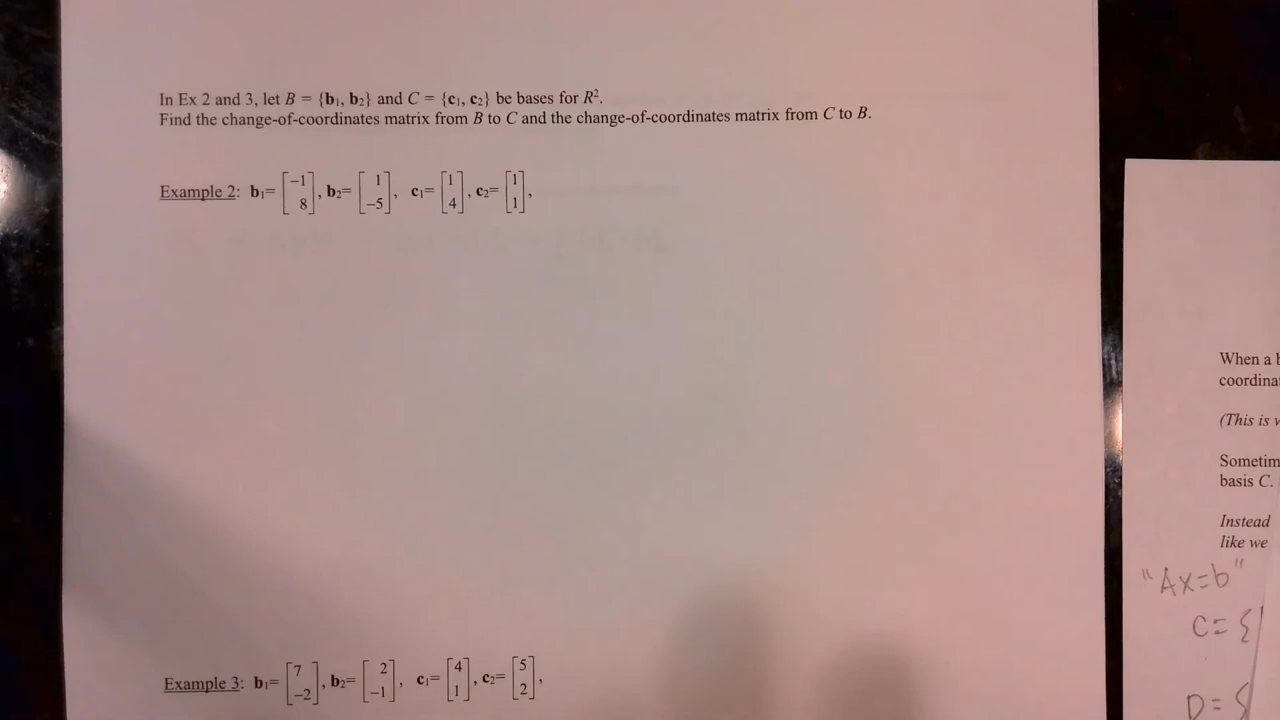 In Ex 2 and 3, let B = {b₁, b₂} and C = {c₁, c₂} be bases for R².
Find the change-of-coordinates matrix from B to C and the change-of-coordinates matrix from C to B.
Example 2: b₁= [−1 8], b₂= [1 −5], c₁= [1 4], c₂= [1 1],
Example 3: b₁= [7 −2], b₂= [2 −1], c₁= [4 1], c₂= [5 2],
When a
coordina
(This is
Sometim
basis C.
Instead
like we
"Ax=b"
C= {
D= {